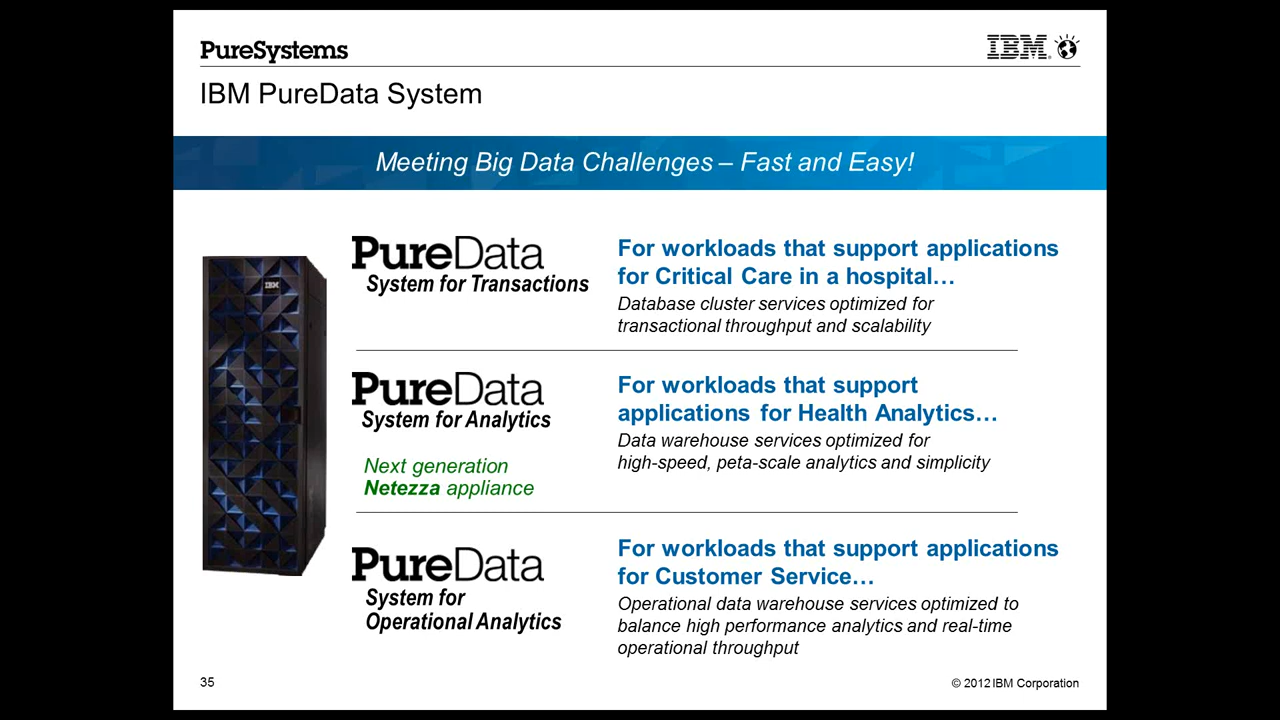 PureSystems
IBM
IBM PureData System
Meeting Big Data Challenges – Fast and Easy!
IBM
PureData
System for Transactions
For workloads that support applications
for Critical Care in a hospital…
Database cluster services optimized for
transactional throughput and scalability
PureData
System for Analytics
Next generation
Netezza appliance
For workloads that support
applications for Health Analytics…
Data warehouse services optimized for
high-speed, peta-scale analytics and simplicity
PureData
System for
Operational Analytics
For workloads that support applications
for Customer Service…
Operational data warehouse services optimized to
balance high performance analytics and real-time
operational throughput
35
© 2012 IBM Corporation